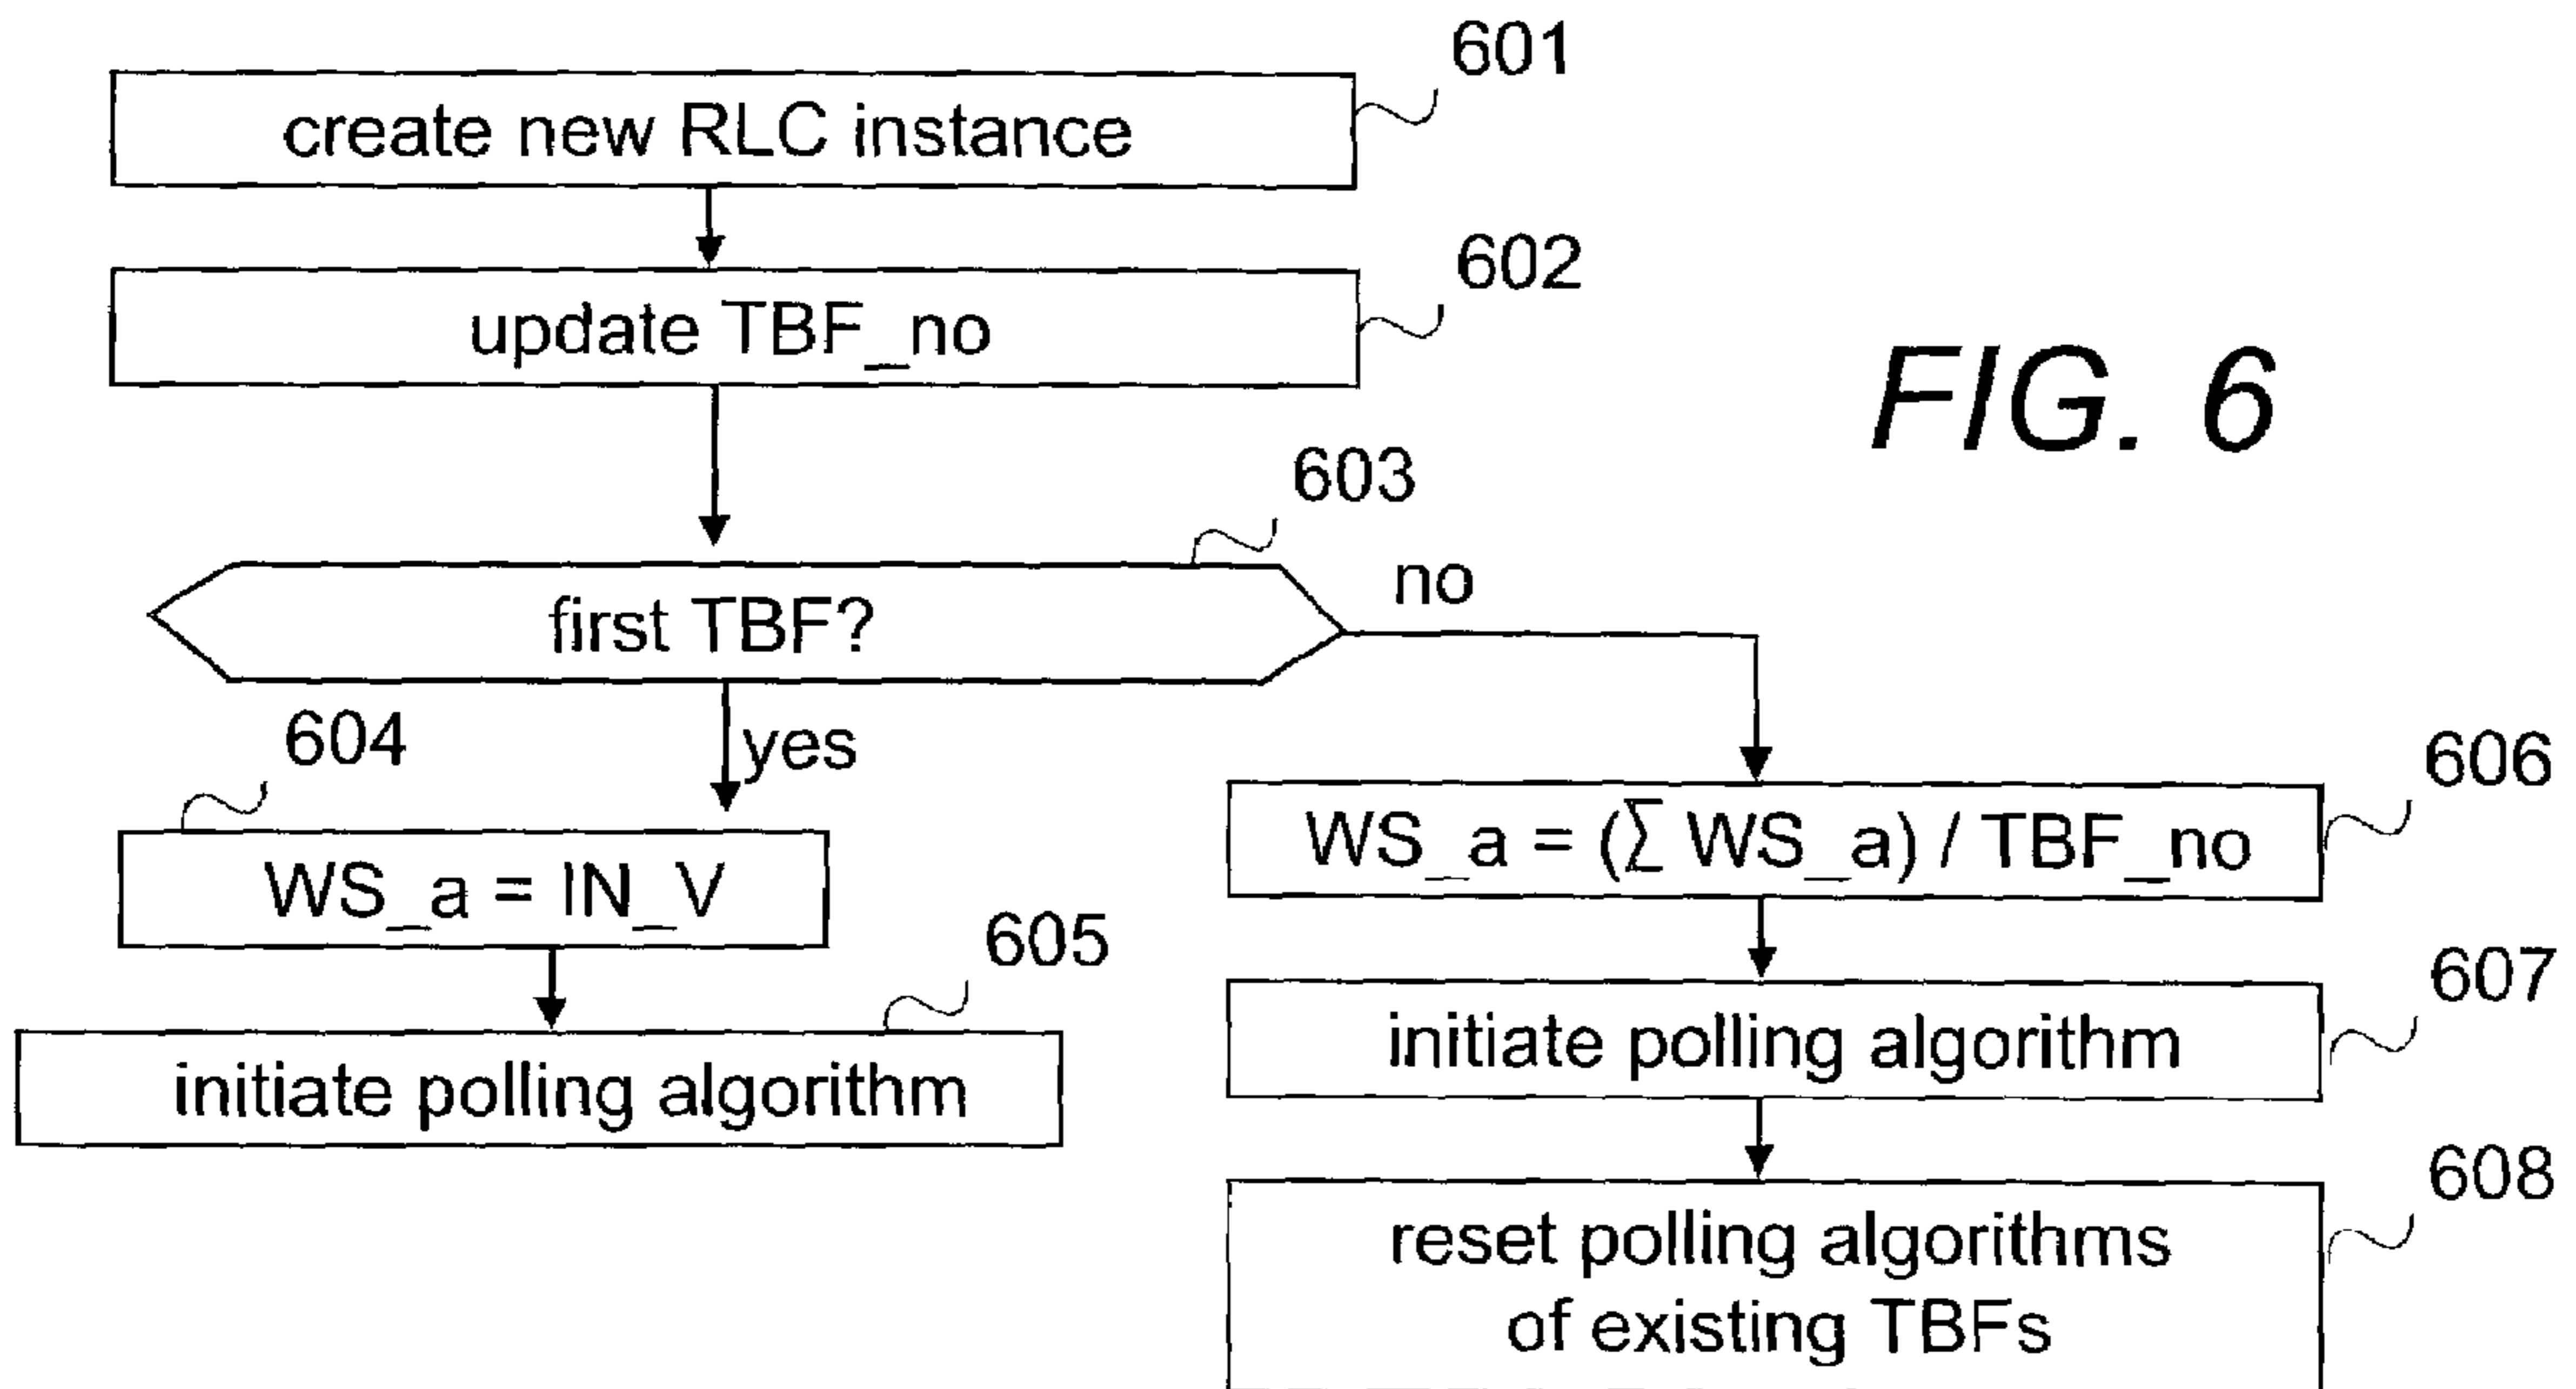 601
create new RLC instance
602
update TBF_no
FIG. 6
603
first TBF?
no
yes
604
WS_a = IN_V
605
initiate polling algorithm
606
WS_a = (∑ WS_a) / TBF_no
607
initiate polling algorithm
608
reset polling algorithms
of existing TBFs